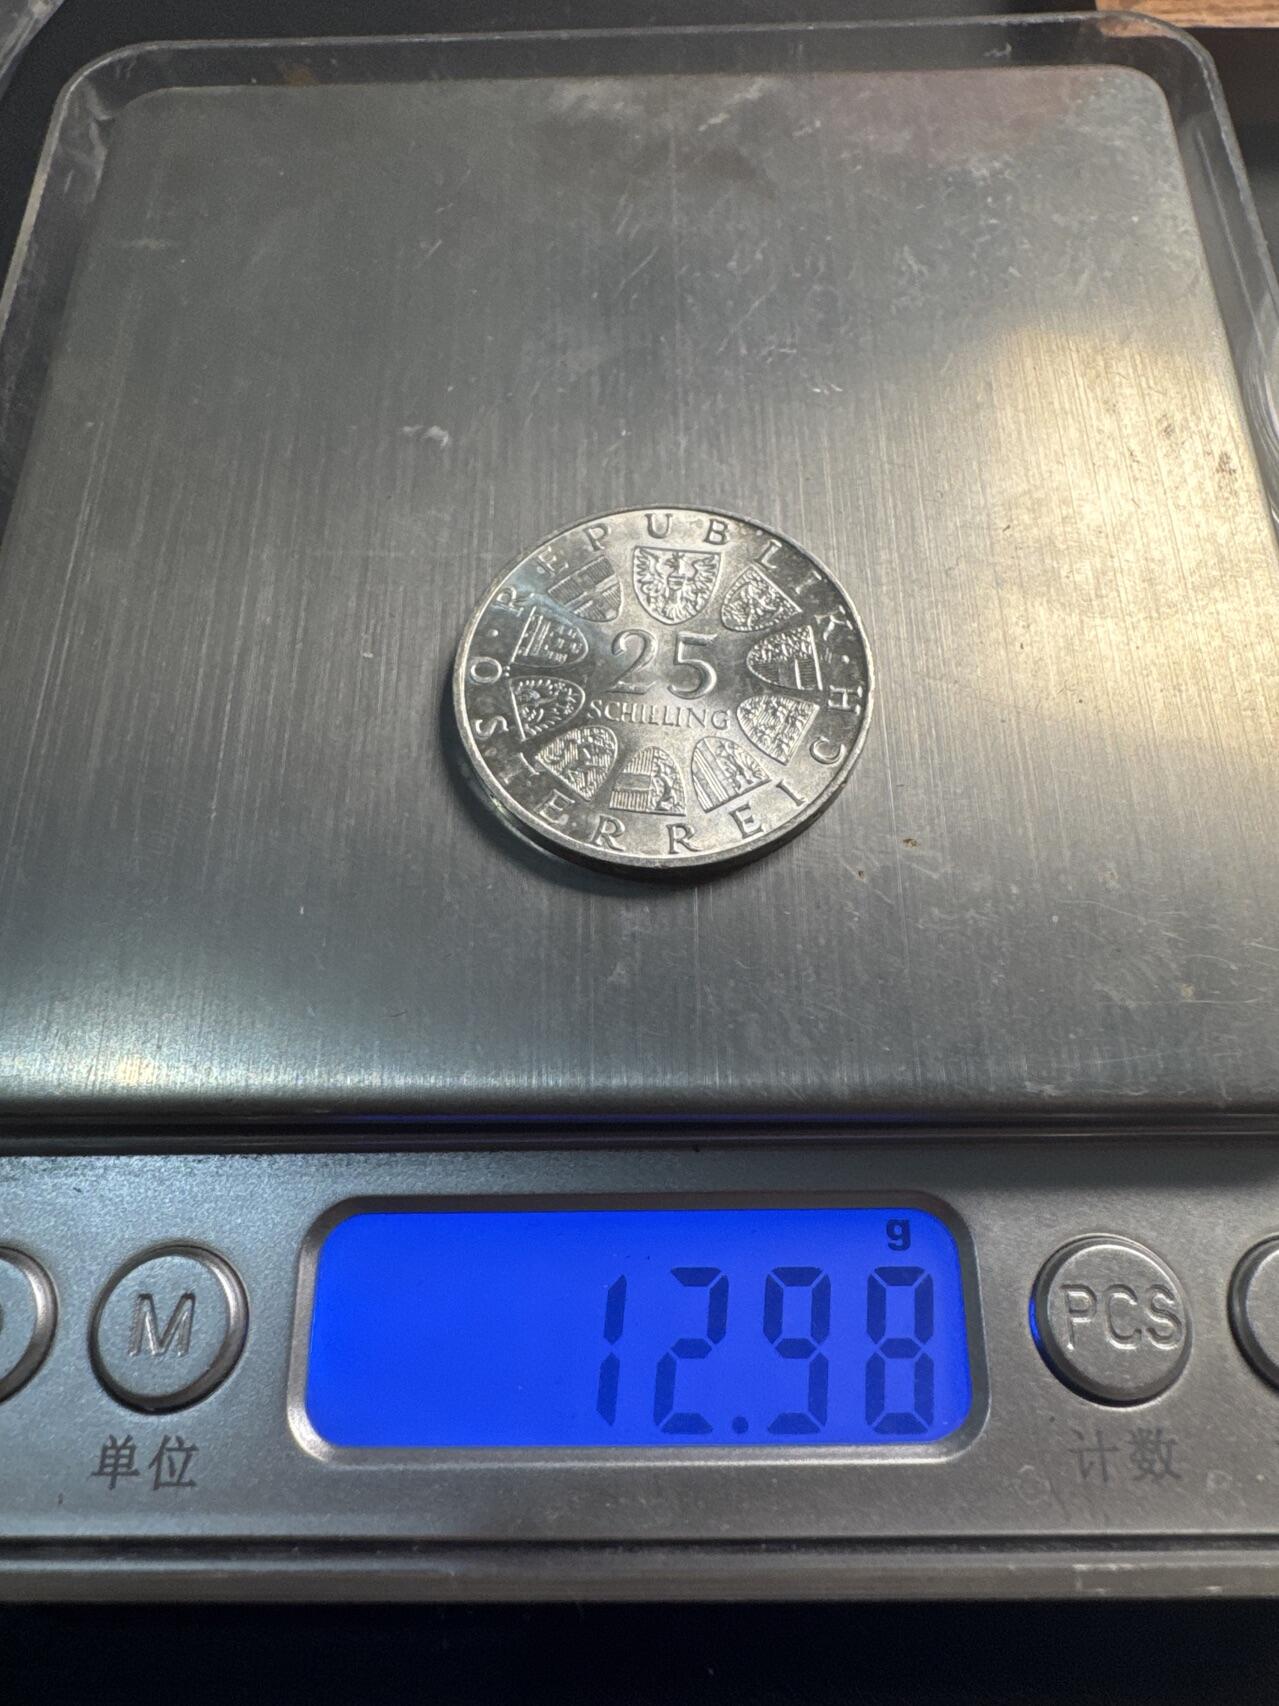 REPUBLIK · ÖSTERREICH ·
25
SCHILLING
g
12.98
M
PCS
单位
计数